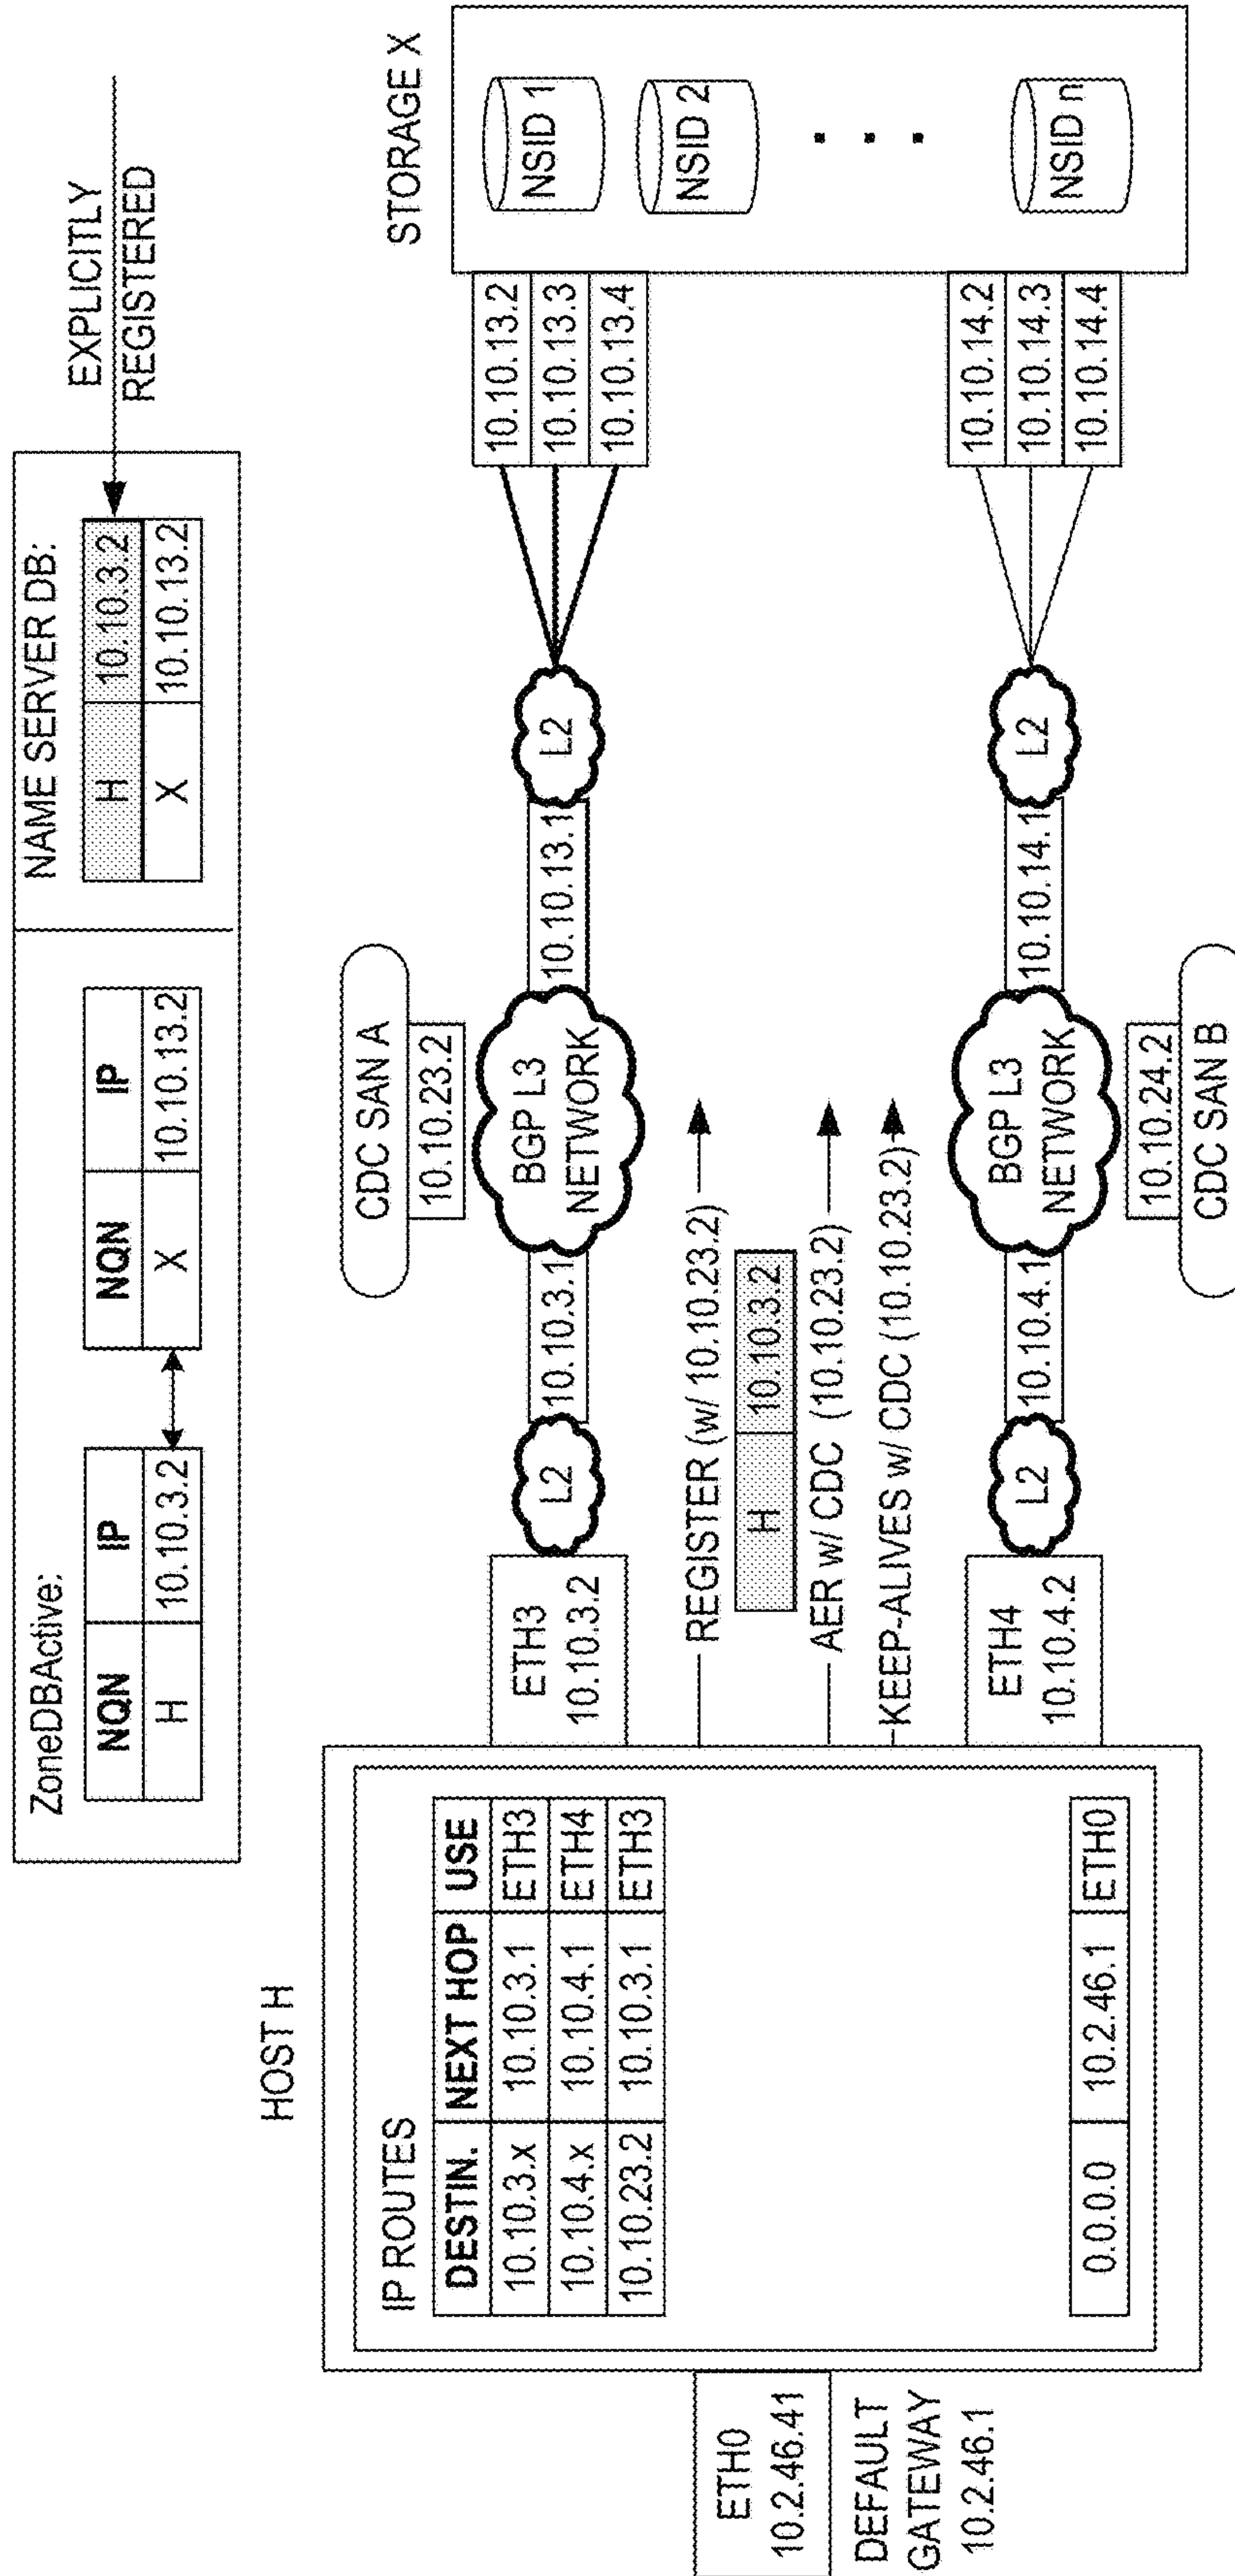 ZoneDBActive:
NQN IP
H 10.10.3.2
NQN IP
X 10.10.13.2
NAME SERVER DB:
H 10.10.3.2
X 10.10.13.2
EXPLICITLY
REGISTERED
HOST H
IP ROUTES
DESTIN. NEXT HOP USE
10.10.3.x 10.10.3.1 ETH3
10.10.4.x 10.10.4.1 ETH4
10.10.23.2 10.10.3.1 ETH3
0.0.0.0 10.2.46.1 ETH0
ETH0
10.2.46.41
DEFAULT
GATEWAY
10.2.46.1
ETH3
10.10.3.2
L2
10.10.3.1
CDC SAN A
10.10.23.2
BGP L3
NETWORK
10.10.13.1
L2
10.10.13.2
10.10.13.3
10.10.13.4
STORAGE X
NSID 1
NSID 2
NSID n
REGISTER (w/ 10.10.23.2)
H 10.10.3.2
AER w/ CDC (10.10.23.2)
KEEP-ALIVES w/ CDC (10.10.23.2)
ETH4
10.10.4.2
L2
10.10.4.1
BGP L3
NETWORK
10.10.24.2
CDC SAN B
10.10.14.1
L2
10.10.14.2
10.10.14.3
10.10.14.4